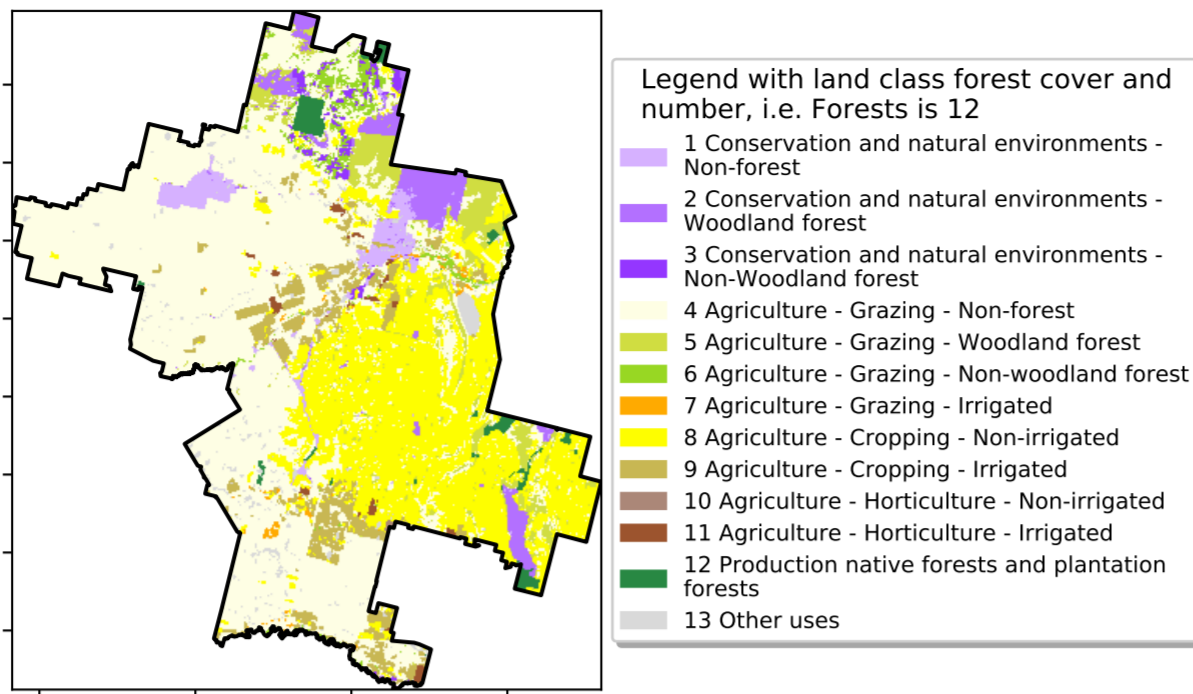 Legend with land class forest cover and
number, i.e. Forests is 12
1 Conservation and natural environments -
Non-forest
2 Conservation and natural environments -
Woodland forest
3 Conservation and natural environments -
Non-Woodland forest
4 Agriculture - Grazing - Non-forest
5 Agriculture - Grazing - Woodland forest
6 Agriculture - Grazing - Non-woodland forest
7 Agriculture - Grazing - Irrigated
8 Agriculture - Cropping - Non-irrigated
9 Agriculture - Cropping - Irrigated
10 Agriculture - Horticulture - Non-irrigated
11 Agriculture - Horticulture - Irrigated
12 Production native forests and plantation
forests
13 Other uses